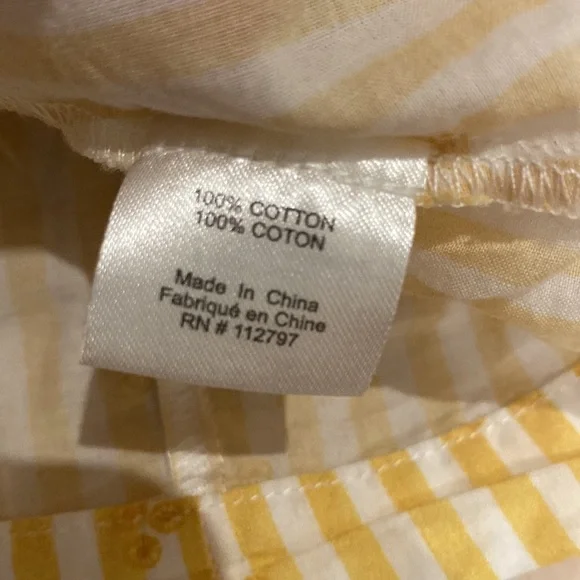 100% COTTON
100% COTON
Made In China
Fabriqué en Chine
RN # 112797